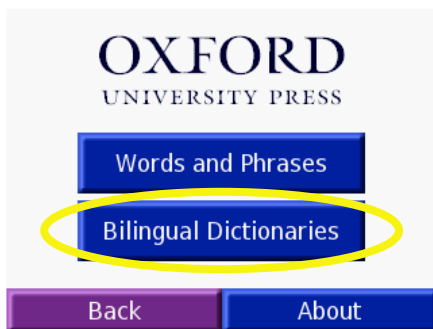 OXFORD
UNIVERSITY PRESS
Words and Phrases
Bilingual Dictionaries
Back About